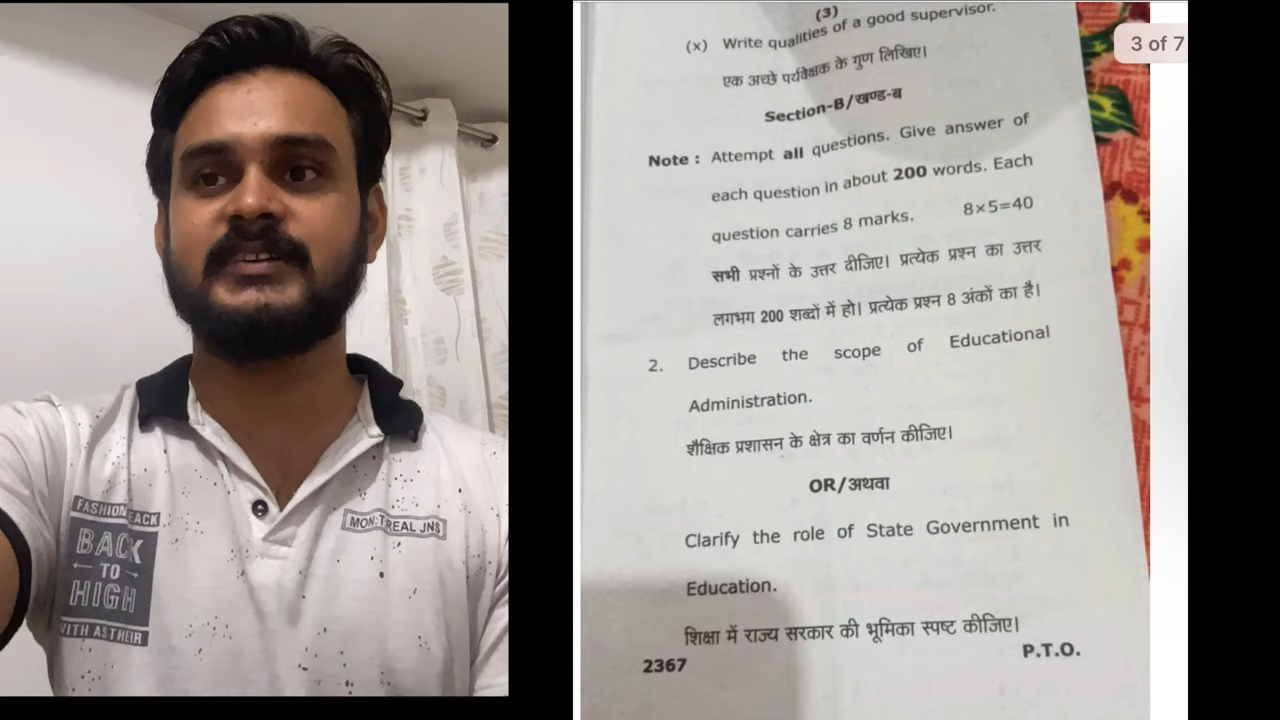 FASHION EACK
BACK
TO
HIGH
WITH AS THEIR
MON:TREAL JNS
3 of 7
(3)
(x) Write qualities of a good supervisor.
एक अच्छे पर्यवेक्षक के गुण लिखिए।
Section-B/खण्ड-ब
Note : Attempt all questions. Give answer of
each question in about 200 words. Each
question carries 8 marks. 8×5=40
सभी प्रश्नों के उत्तर दीजिए। प्रत्येक प्रश्न का उत्तर
लगभग 200 शब्दों में हो। प्रत्येक प्रश्न 8 अंकों का है।
2. Describe the scope of Educational
Administration.
शैक्षिक प्रशासन के क्षेत्र का वर्णन कीजिए।
OR/अथवा
Clarify the role of State Government in
Education.
शिक्षा में राज्य सरकार की भूमिका स्पष्ट कीजिए।
2367 P.T.O.